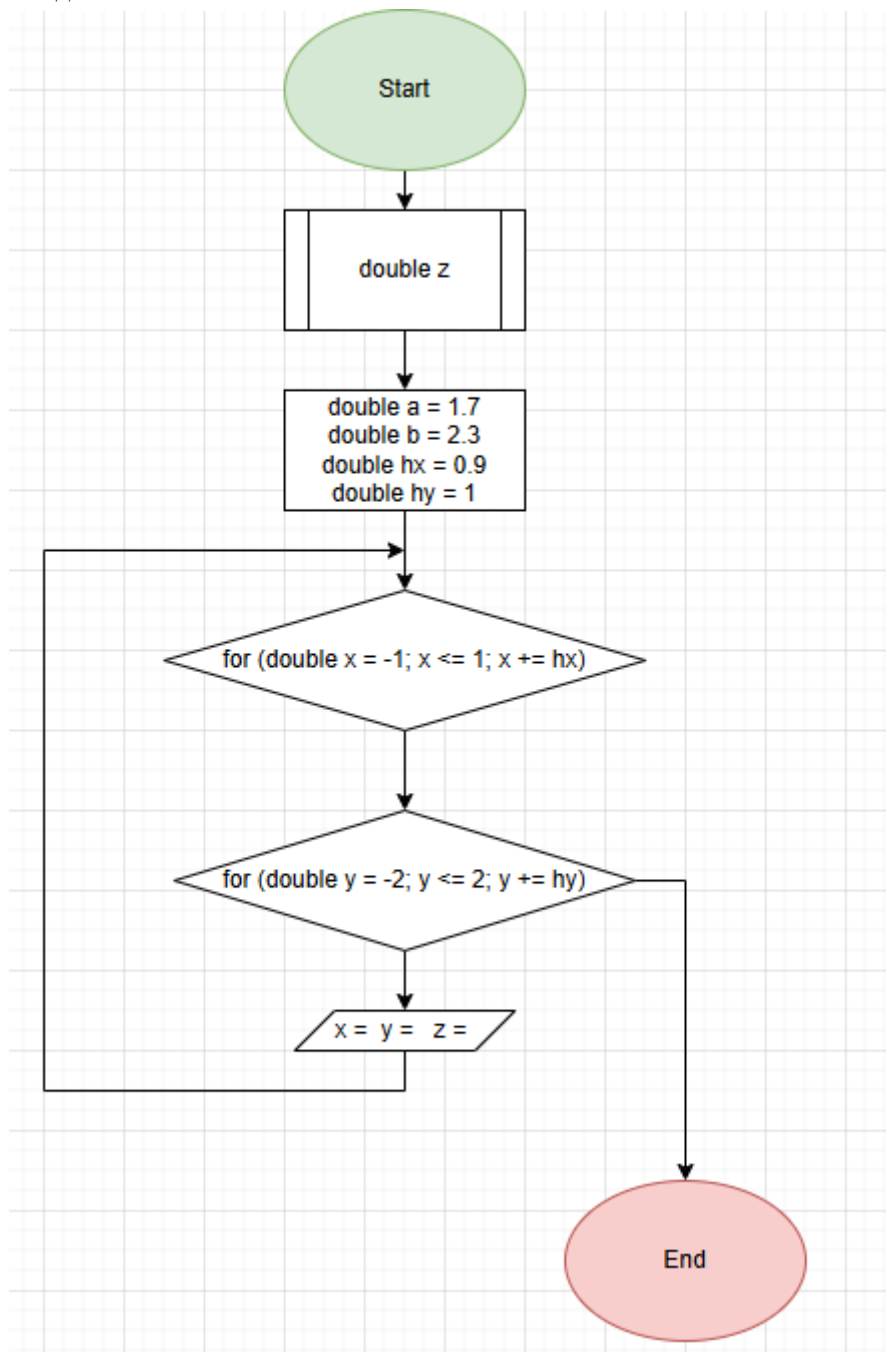 Start
double z
double a = 1.7
double b = 2.3
double hx = 0.9
double hy = 1
for (double x = -1; x <= 1; x += hx)
for (double y = -2; y <= 2; y += hy)
x = y = z =
End